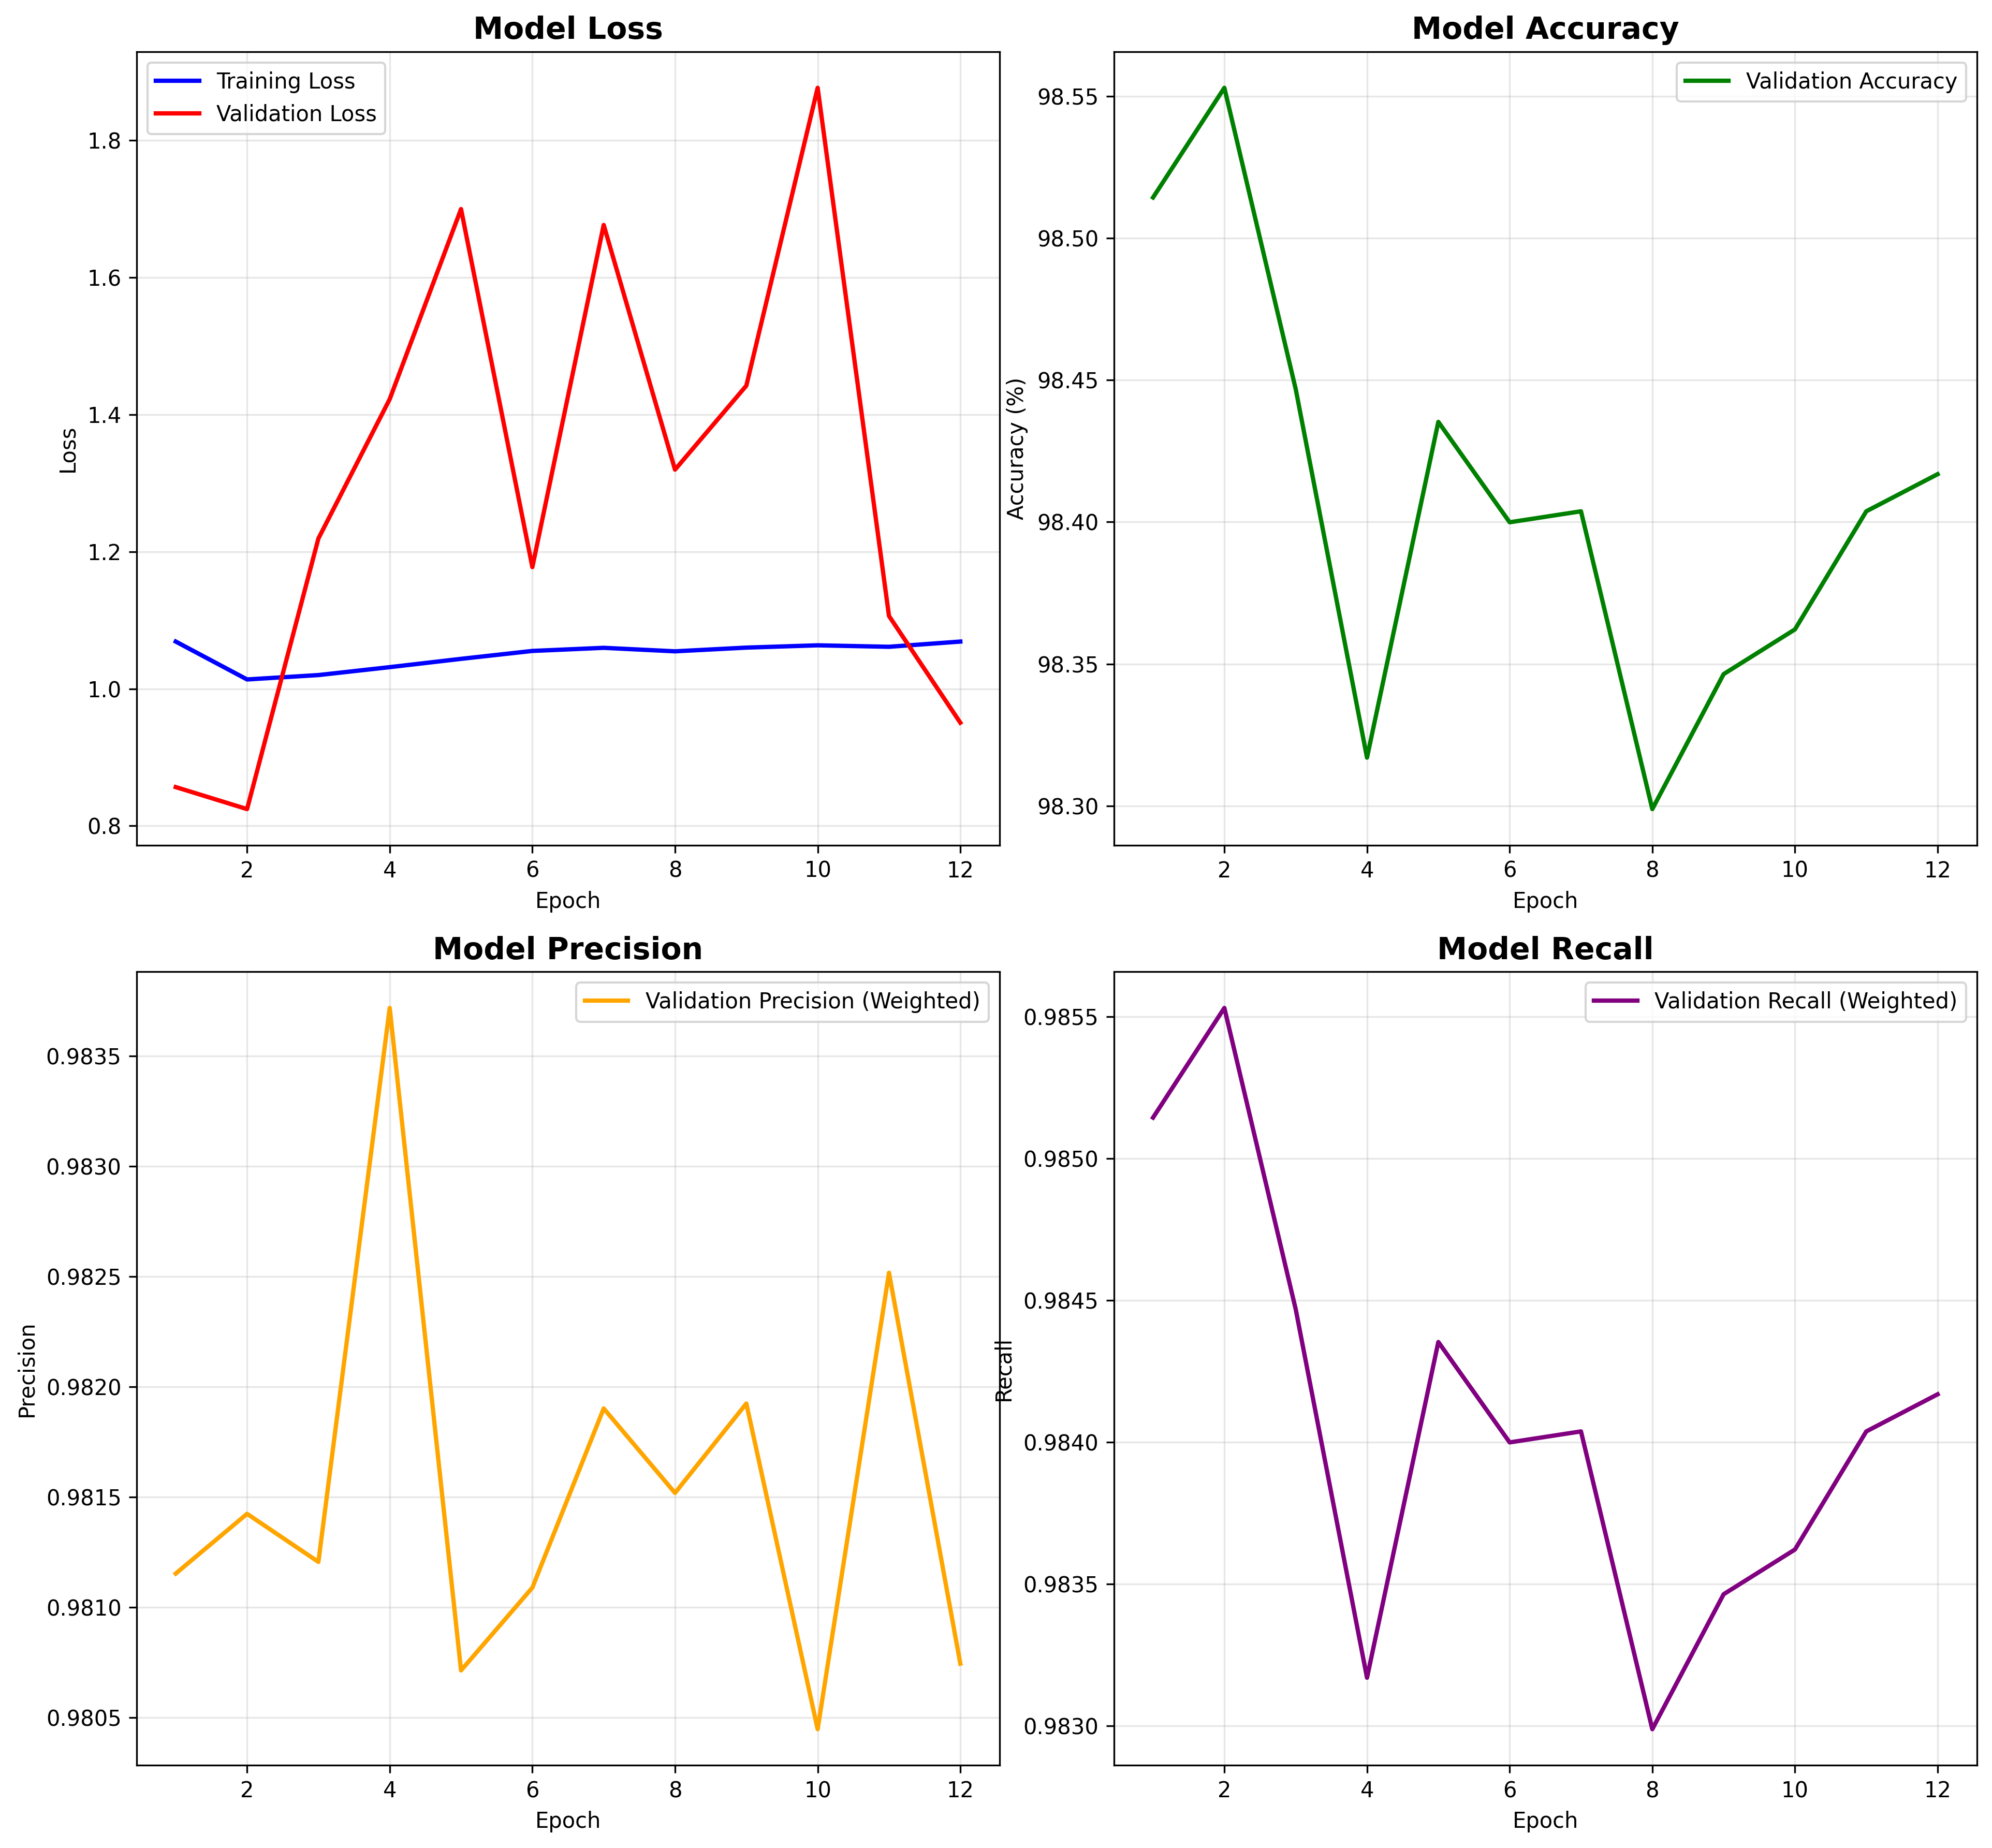 Model Loss
Training Loss
Validation Loss
1.8
1.6
1.4
1.2
1.0
0.8
Loss
2 4 6 8 10 12
Epoch
Model Accuracy
Validation Accuracy
98.55
98.50
98.45
98.40
98.35
98.30
Accuracy (%)
2 4 6 8 10 12
Epoch
Model Precision
Validation Precision (Weighted)
0.9835
0.9830
0.9825
0.9820
0.9815
0.9810
0.9805
Precision
2 4 6 8 10 12
Epoch
Model Recall
Validation Recall (Weighted)
0.9855
0.9850
0.9845
0.9840
0.9835
0.9830
Recall
2 4 6 8 10 12
Epoch